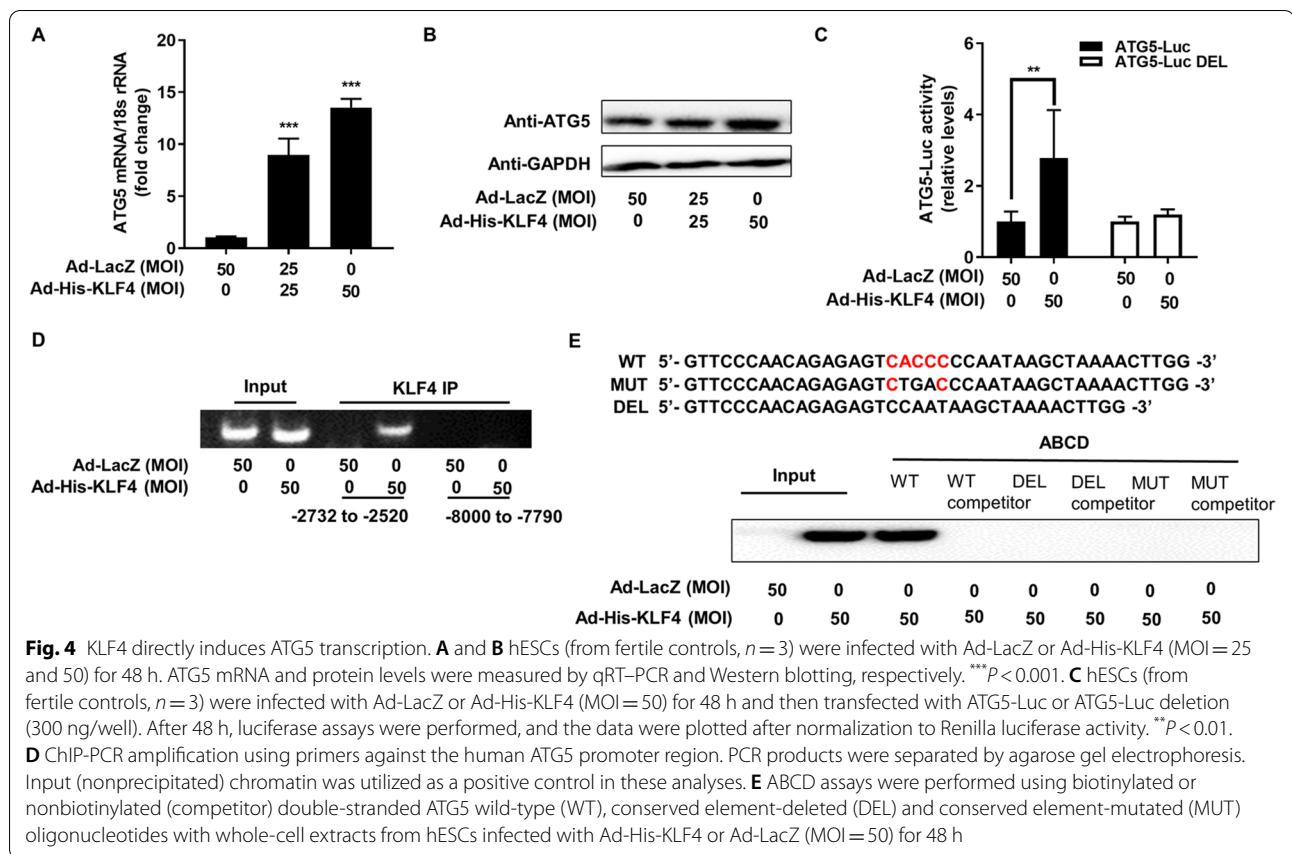 A
ATG5 mRNA/18s rRNA
(fold change)
20
15
10
5
0
***
***
Ad-LacZ (MOI) 50 25 0
Ad-His-KLF4 (MOI) 0 25 50
B
Anti-ATG5
Anti-GAPDH
Ad-LacZ (MOI) 50 25 0
Ad-His-KLF4 (MOI) 0 25 50
C
ATG5-Luc activity
(relative levels)
6
4
2
0
**
ATG5-Luc
ATG5-Luc DEL
Ad-LacZ (MOI) 50 0 50 0
Ad-His-KLF4 (MOI) 0 50 0 50
D
Input KLF4 IP
Ad-LacZ (MOI) 50 0 50 0 50 0
Ad-His-KLF4 (MOI) 0 50 0 50 0 50
-2732 to -2520 -8000 to -7790
E
WT 5'- GTTCCCAACAGAGAGTCACCCCCAATAAGCTAAAACTTGG -3'
MUT 5'- GTTCCCAACAGAGAGTCTGACCCAATAAGCTAAAACTTGG -3'
DEL 5'- GTTCCCAACAGAGAGTCCAATAAGCTAAAACTTGG -3'
ABCD
Input WT WT DEL DEL MUT MUT
competitor competitor competitor
Ad-LacZ (MOI) 50 0 0 0 0 0 0 0
Ad-His-KLF4 (MOI) 0 50 50 50 50 50 50 50
Fig. 4 KLF4 directly induces ATG5 transcription. A and B hESCs (from fertile controls, n = 3) were infected with Ad-LacZ or Ad-His-KLF4 (MOI = 25
and 50) for 48 h. ATG5 mRNA and protein levels were measured by qRT–PCR and Western blotting, respectively. ***P < 0.001. C hESCs (from
fertile controls, n = 3) were infected with Ad-LacZ or Ad-His-KLF4 (MOI = 50) for 48 h and then transfected with ATG5-Luc or ATG5-Luc deletion
(300 ng/well). After 48 h, luciferase assays were performed, and the data were plotted after normalization to Renilla luciferase activity. **P < 0.01.
D ChIP-PCR amplification using primers against the human ATG5 promoter region. PCR products were separated by agarose gel electrophoresis.
Input (nonprecipitated) chromatin was utilized as a positive control in these analyses. E ABCD assays were performed using biotinylated or
nonbiotinylated (competitor) double-stranded ATG5 wild-type (WT), conserved element-deleted (DEL) and conserved element-mutated (MUT)
oligonucleotides with whole-cell extracts from hESCs infected with Ad-His-KLF4 or Ad-LacZ (MOI = 50) for 48 h